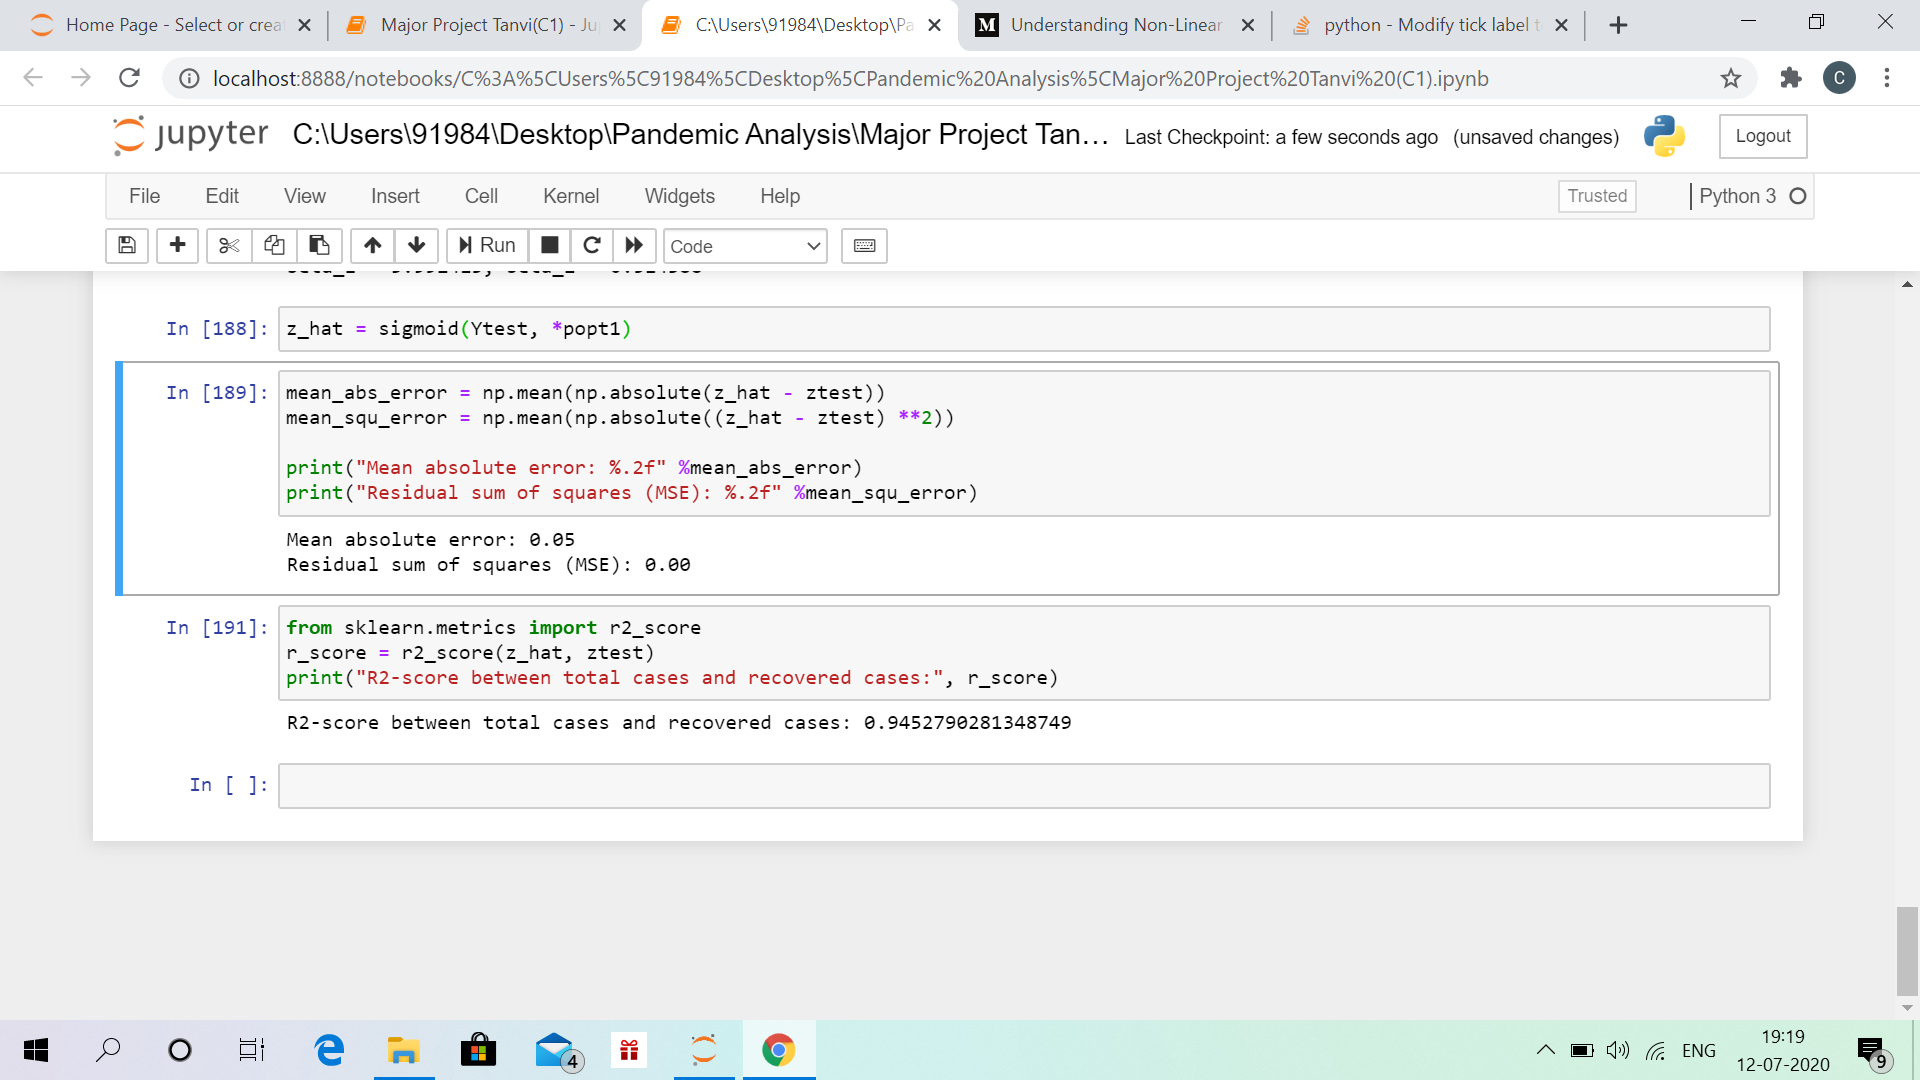 Home Page - Select or crea
Major Project Tanvi(C1) - Ju
C:\Users\91984\Desktop\Pa
M Understanding Non-Linear
python - Modify tick label t
localhost:8888/notebooks/C%3A%5CUsers%5C91984%5CDesktop%5CPandemic%20Analysis%5CMajor%20Project%20Tanvi%20(C1).ipynb
C
jupyter C:\Users\91984\Desktop\Pandemic Analysis\Major Project Tan... Last Checkpoint: a few seconds ago (unsaved changes)
Logout
File Edit View Insert Cell Kernel Widgets Help
Trusted
Python 3
Run
Code
In [188]: z_hat = sigmoid(Ytest, *popt1)
In [189]: mean_abs_error = np.mean(np.absolute(z_hat - ztest))
mean_squ_error = np.mean(np.absolute((z_hat - ztest) **2))
print("Mean absolute error: %.2f" %mean_abs_error)
print("Residual sum of squares (MSE): %.2f" %mean_squ_error)
Mean absolute error: 0.05
Residual sum of squares (MSE): 0.00
In [191]: from sklearn.metrics import r2_score
r_score = r2_score(z_hat, ztest)
print("R2-score between total cases and recovered cases:", r_score)
R2-score between total cases and recovered cases: 0.9452790281348749
In [ ]:
4
ENG
19:19
12-07-2020
9